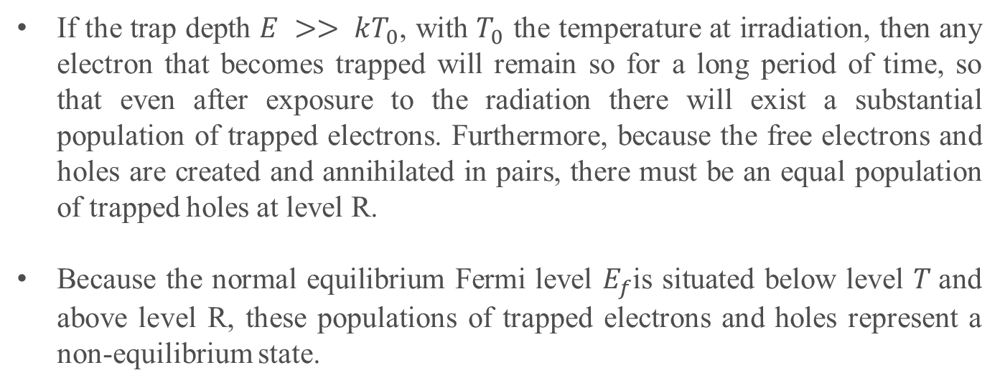 • If the trap depth E >> kT₀, with T₀ the temperature at irradiation, then any
electron that becomes trapped will remain so for a long period of time, so
that even after exposure to the radiation there will exist a substantial
population of trapped electrons. Furthermore, because the free electrons and
holes are created and annihilated in pairs, there must be an equal population
of trapped holes at level R.
• Because the normal equilibrium Fermi level E_f is situated below level T and
above level R, these populations of trapped electrons and holes represent a
non-equilibrium state.